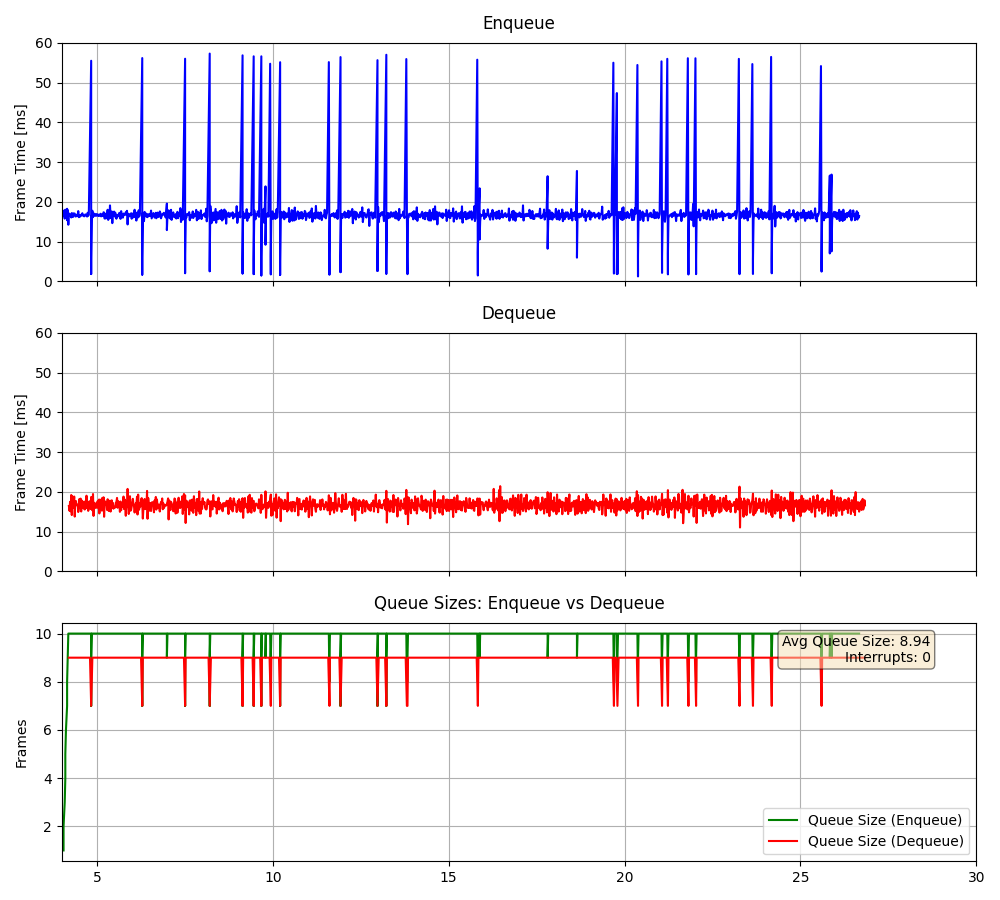 Enqueue
60
50
40
30
20
10
0
Frame Time [ms]
Dequeue
60
50
40
30
20
10
0
Frame Time [ms]
Queue Sizes: Enqueue vs Dequeue
10
8
6
4
2
Frames
Avg Queue Size: 8.94
Interrupts: 0
Queue Size (Enqueue)
Queue Size (Dequeue)
5
10
15
20
25
30